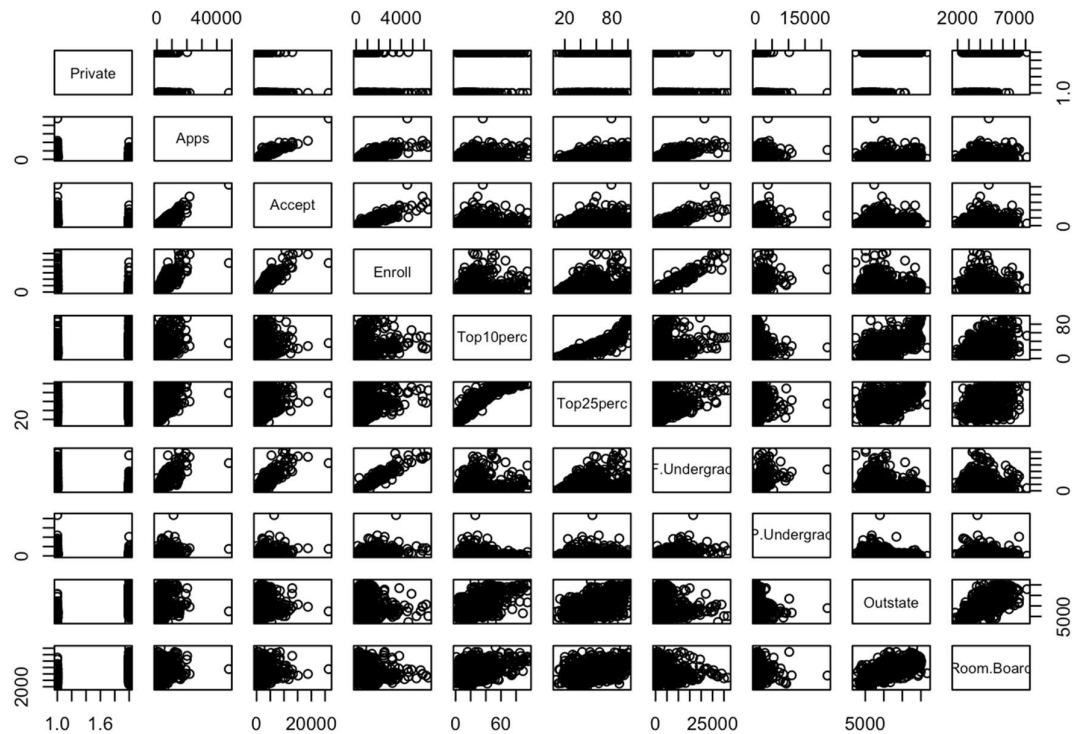 0 40000
0 4000
20 80
0 15000
2000 7000
Private
1.0
0
Apps
Accept
0
0
Enroll
Top10perc
0 80
20
Top25perc
F.Undergrad
0
0
P.Undergrad
Outstate
5000
2000
Room.Board
1.0 1.6
0 20000
0 60
0 25000
5000